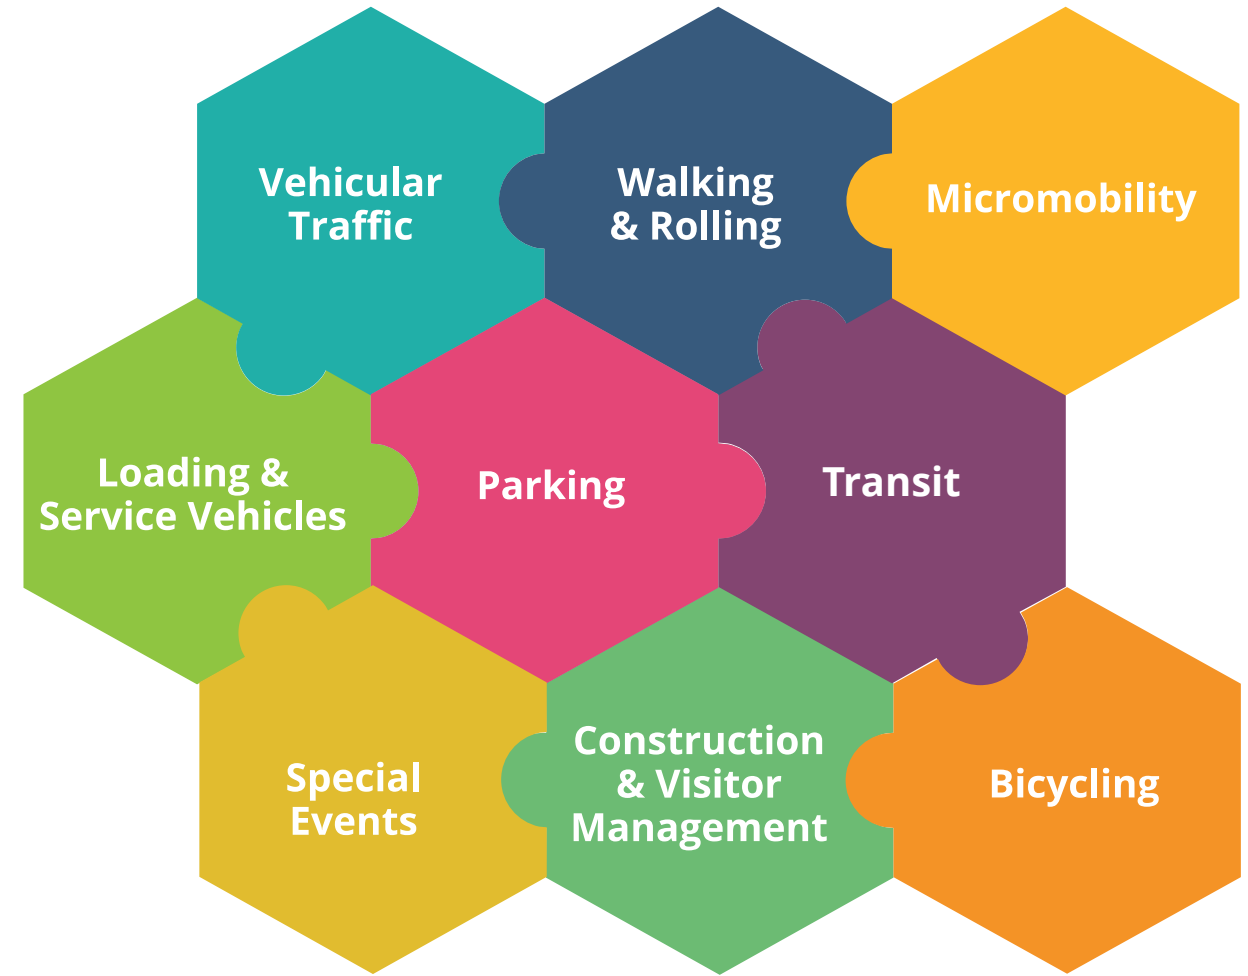 Vehicular
Traffic
Walking
& Rolling
Micromobility
Loading &
Service Vehicles
Parking
Transit
Special
Events
Construction
& Visitor
Management
Bicycling